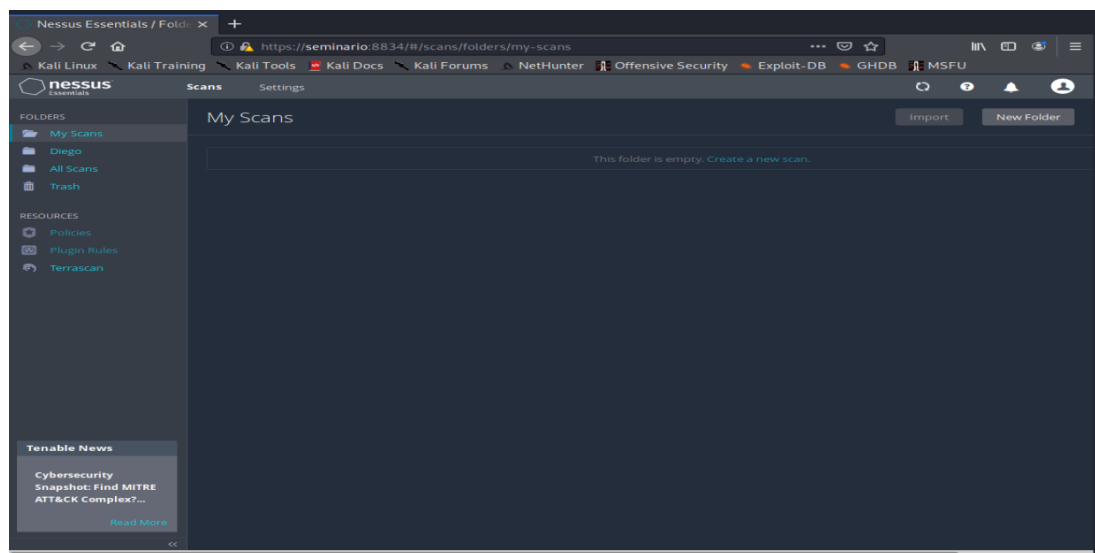 Nessus Essentials / Folde
https://seminario:8834/#/scans/folders/my-scans
Kali Linux Kali Training Kali Tools Kali Docs Kali Forums NetHunter Offensive Security Exploit-DB GHDB MSFU
nessus Essentials Scans Settings
FOLDERS
My Scans
Diego
All Scans
Trash
RESOURCES
Policies
Plugin Rules
Terrascan
My Scans
Import New Folder
This folder is empty. Create a new scan.
Tenable News
Cybersecurity
Snapshot: Find MITRE
ATT&CK Complex?...
Read More
<<